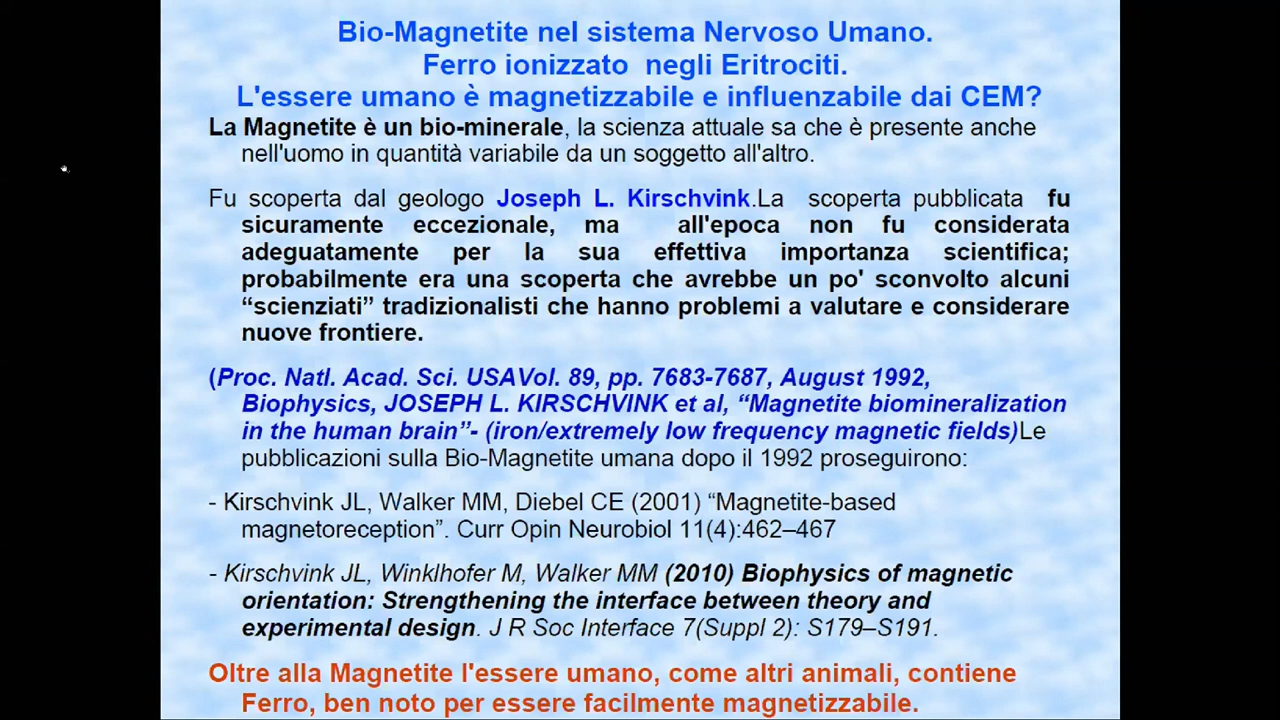 Bio-Magnetite nel sistema Nervoso Umano.
Ferro ionizzato negli Eritrociti.
L'essere umano è magnetizzabile e influenzabile dai CEM?
La Magnetite è un bio-minerale, la scienza attuale sa che è presente anche
nell'uomo in quantità variabile da un soggetto all'altro.
Fu scoperta dal geologo Joseph L. Kirschvink.La scoperta pubblicata fu
sicuramente eccezionale, ma all'epoca non fu considerata
adeguatamente per la sua effettiva importanza scientifica;
probabilmente era una scoperta che avrebbe un po' sconvolto alcuni
“scienziati” tradizionalisti che hanno problemi a valutare e considerare
nuove frontiere.
(Proc. Natl. Acad. Sci. USAVol. 89, pp. 7683-7687, August 1992,
Biophysics, JOSEPH L. KIRSCHVINK et al, “Magnetite biomineralization
in the human brain”- (iron/extremely low frequency magnetic fields)Le
pubblicazioni sulla Bio-Magnetite umana dopo il 1992 proseguirono:
- Kirschvink JL, Walker MM, Diebel CE (2001) “Magnetite-based
magnetoreception”. Curr Opin Neurobiol 11(4):462–467
- Kirschvink JL, Winklhofer M, Walker MM (2010) Biophysics of magnetic
orientation: Strengthening the interface between theory and
experimental design. J R Soc Interface 7(Suppl 2): S179–S191.
Oltre alla Magnetite l'essere umano, come altri animali, contiene
Ferro, ben noto per essere facilmente magnetizzabile.